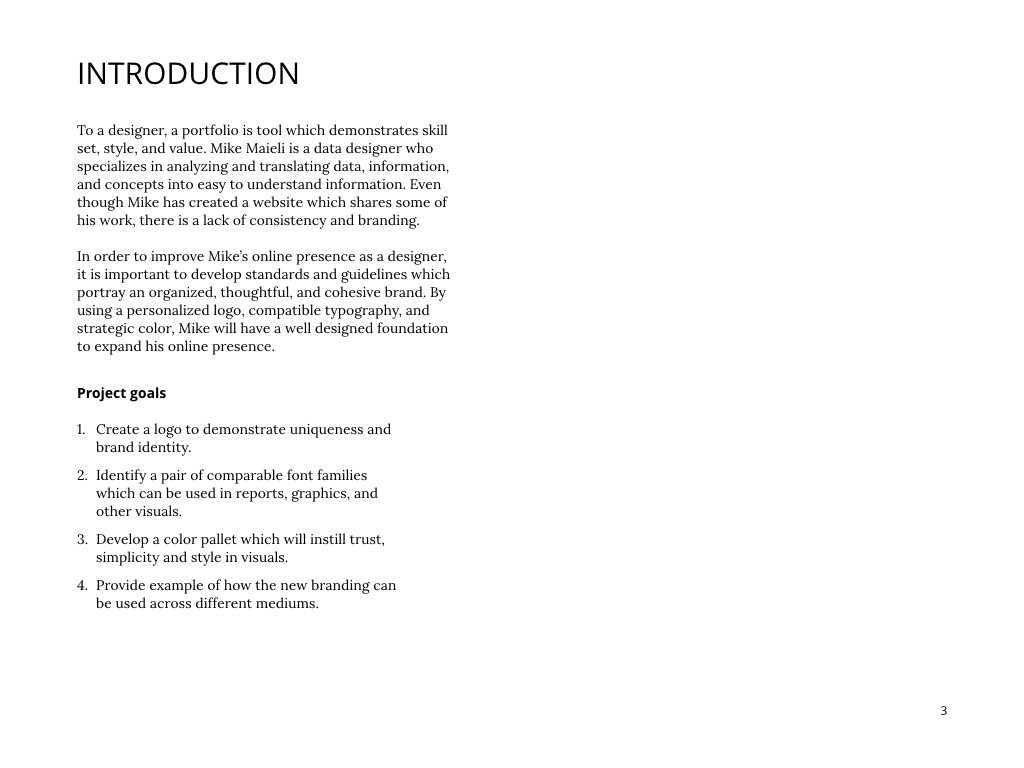 INTRODUCTION
To a designer, a portfolio is tool which demonstrates skill
set, style, and value. Mike Maieli is a data designer who
specializes in analyzing and translating data, information,
and concepts into easy to understand information. Even
though Mike has created a website which shares some of
his work, there is a lack of consistency and branding.
In order to improve Mike’s online presence as a designer,
it is important to develop standards and guidelines which
portray an organized, thoughtful, and cohesive brand. By
using a personalized logo, compatible typography, and
strategic color, Mike will have a well designed foundation
to expand his online presence.
Project goals
1. Create a logo to demonstrate uniqueness and
brand identity.
2. Identify a pair of comparable font families
which can be used in reports, graphics, and
other visuals.
3. Develop a color pallet which will instill trust,
simplicity and style in visuals.
4. Provide example of how the new branding can
be used across different mediums.
3